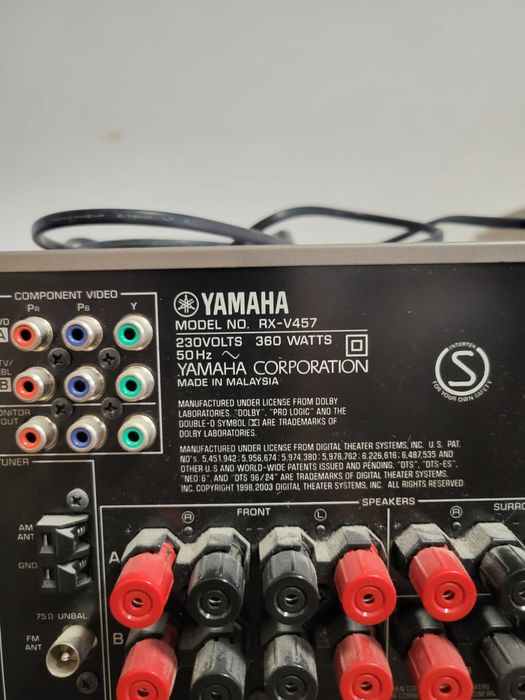 COMPONENT VIDEO
PR PB Y
A
B
TUNER
AM
ANT
GND
75Ω UNBAL.
FM
ANT
YAMAHA
MODEL NO. RX-V457
230VOLTS 360 WATTS
50Hz ~
YAMAHA CORPORATION
MADE IN MALAYSIA
MANUFACTURED UNDER LICENSE FROM DOLBY
LABORATORIES. "DOLBY", "PRO LOGIC" AND THE
DOUBLE-D SYMBOL ARE TRADEMARKS OF
DOLBY LABORATORIES.
MANUFACTURED UNDER LICENSE FROM DIGITAL THEATER SYSTEMS, INC. U.S. PAT.
NO's. 5,451,942; 5,956,674; 5,974,380; 5,978,762; 6,226,616; 6,487,535 AND
OTHER U.S AND WORLD-WIDE PATENTS ISSUED AND PENDING. "DTS", "DTS-ES",
"NEO:6", AND "DTS 96/24" ARE TRADEMARKS OF DIGITAL THEATER SYSTEMS,
INC. COPYRIGHT 1996,2003 DIGITAL THEATER SYSTEMS, INC. ALL RIGHTS RESERVED.
INTERTEK
S
FOR YOUR OWN SAFETY
SPEAKERS
R FRONT L R SURRO
A
B